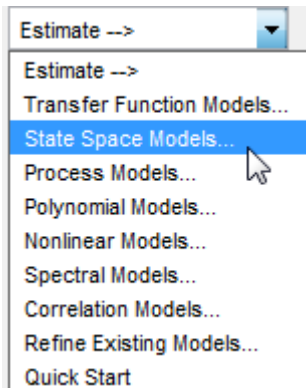 Estimate -->
Estimate -->
Transfer Function Models...
State Space Models...
Process Models...
Polynomial Models...
Nonlinear Models...
Spectral Models...
Correlation Models...
Refine Existing Models...
Quick Start